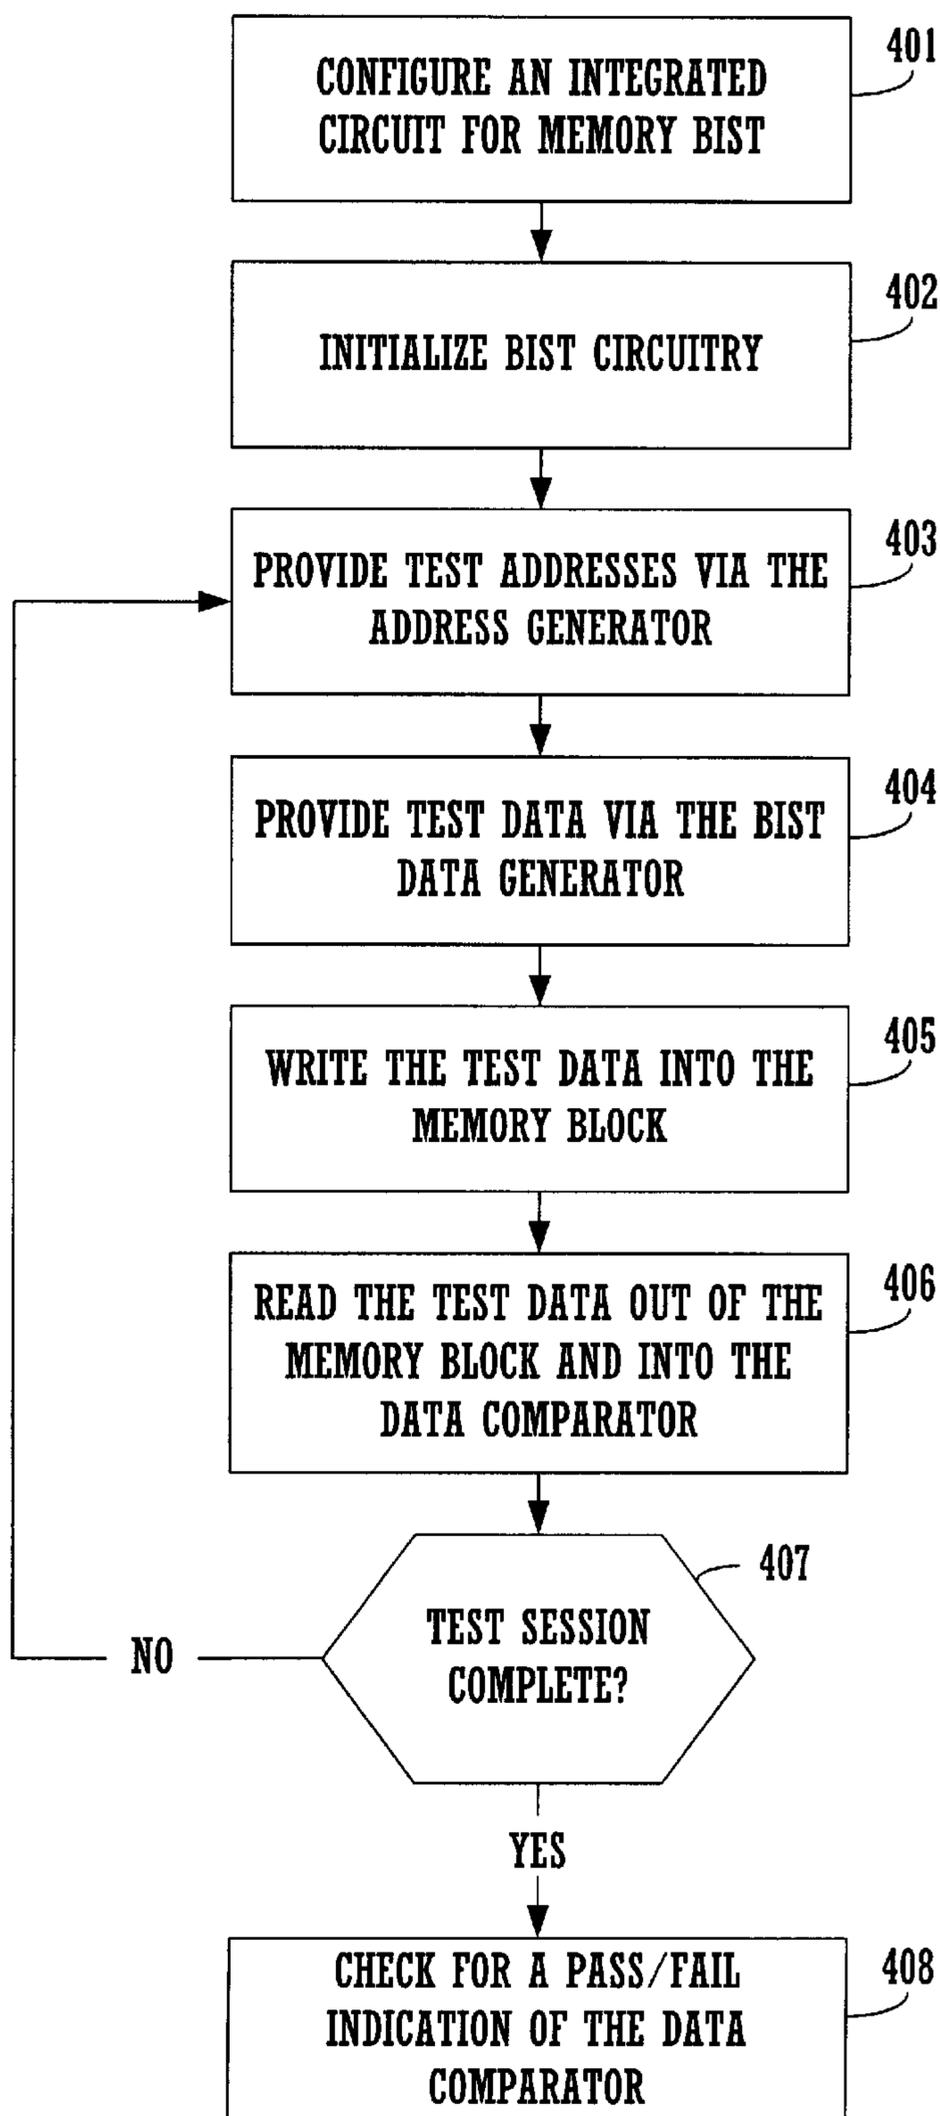 401
CONFIGURE AN INTEGRATED
CIRCUIT FOR MEMORY BIST
402
INITIALIZE BIST CIRCUITRY
403
PROVIDE TEST ADDRESSES VIA THE
ADDRESS GENERATOR
404
PROVIDE TEST DATA VIA THE BIST
DATA GENERATOR
405
WRITE THE TEST DATA INTO THE
MEMORY BLOCK
406
READ THE TEST DATA OUT OF THE
MEMORY BLOCK AND INTO THE
DATA COMPARATOR
407
TEST SESSION
COMPLETE?
NO
YES
408
CHECK FOR A PASS/FAIL
INDICATION OF THE DATA
COMPARATOR